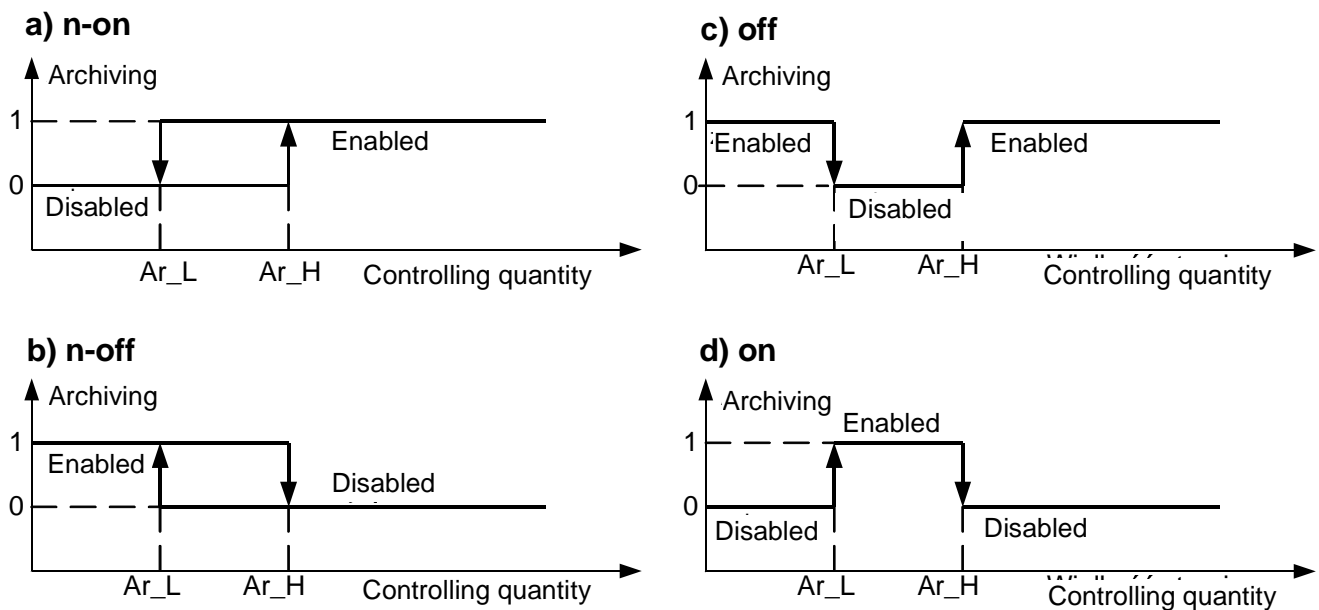 a) n-on
Archiving
1
Enabled
0
Disabled
Ar_L
Ar_H
Controlling quantity
c) off
Archiving
1
Enabled
Enabled
0
Disabled
Ar_L
Ar_H
Controlling quantity
b) n-off
Archiving
1
Enabled
Disabled
0
Ar_L
Ar_H
Controlling quantity
d) on
Archiving
Enabled
1
0
Disabled
Disabled
Ar_L
Ar_H
Controlling quantity